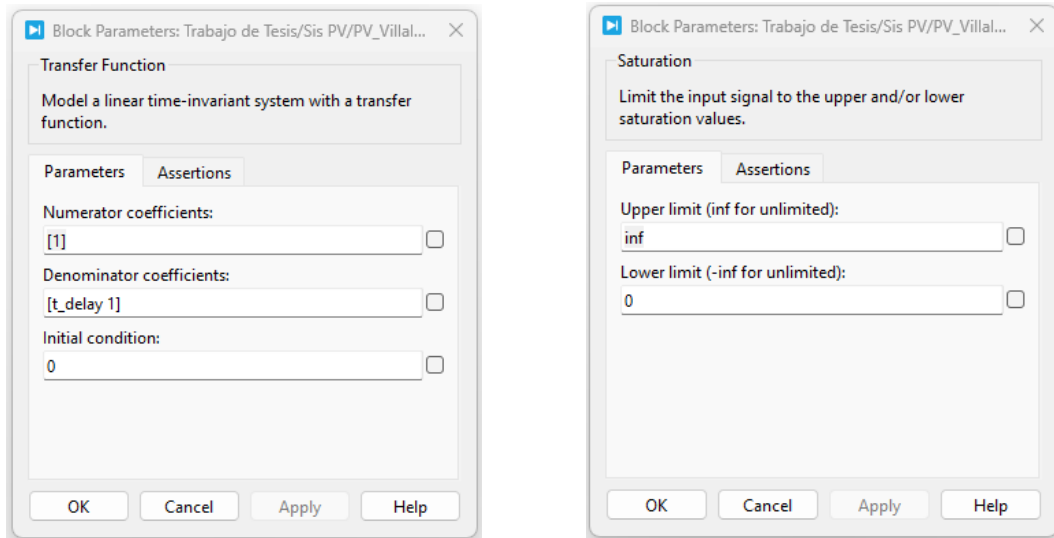 Block Parameters: Trabajo de Tesis/Sis PV/PV_Villal...
Transfer Function
Model a linear time-invariant system with a transfer
function.
Parameters
Assertions
Numerator coefficients:
[1]
Denominator coefficients:
[t_delay 1]
Initial condition:
0
OK
Cancel
Apply
Help
Block Parameters: Trabajo de Tesis/Sis PV/PV_Villal...
Saturation
Limit the input signal to the upper and/or lower
saturation values.
Parameters
Assertions
Upper limit (inf for unlimited):
inf
Lower limit (-inf for unlimited):
0
OK
Cancel
Apply
Help